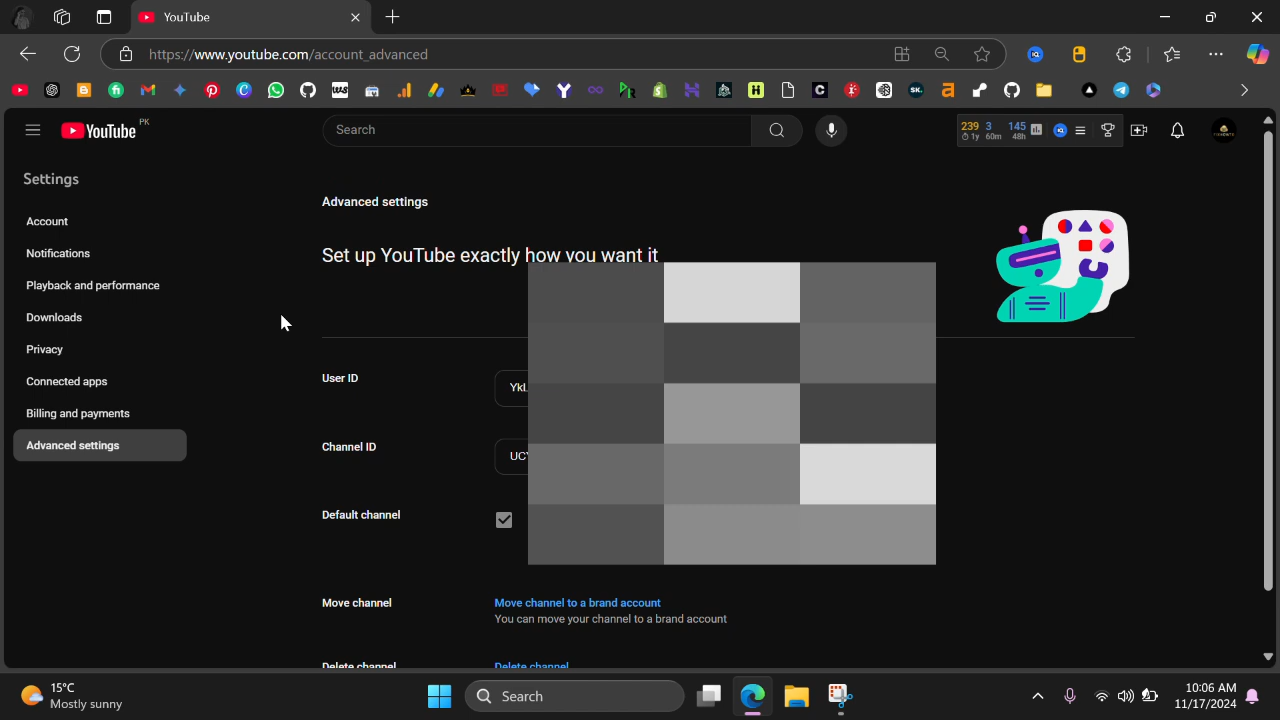 YouTube
https://www.youtube.com/account_advanced
YouTube PK
Search
239 3 145
1y 60m 48h
Settings
Account
Notifications
Playback and performance
Downloads
Privacy
Connected apps
Billing and payments
Advanced settings
Advanced settings
Set up YouTube exactly how you want it
User ID
Channel ID
Default channel
Move channel
Move channel to a brand account
You can move your channel to a brand account
Delete channel
Delete channel
15°C
Mostly sunny
Search
10:06 AM
11/17/2024